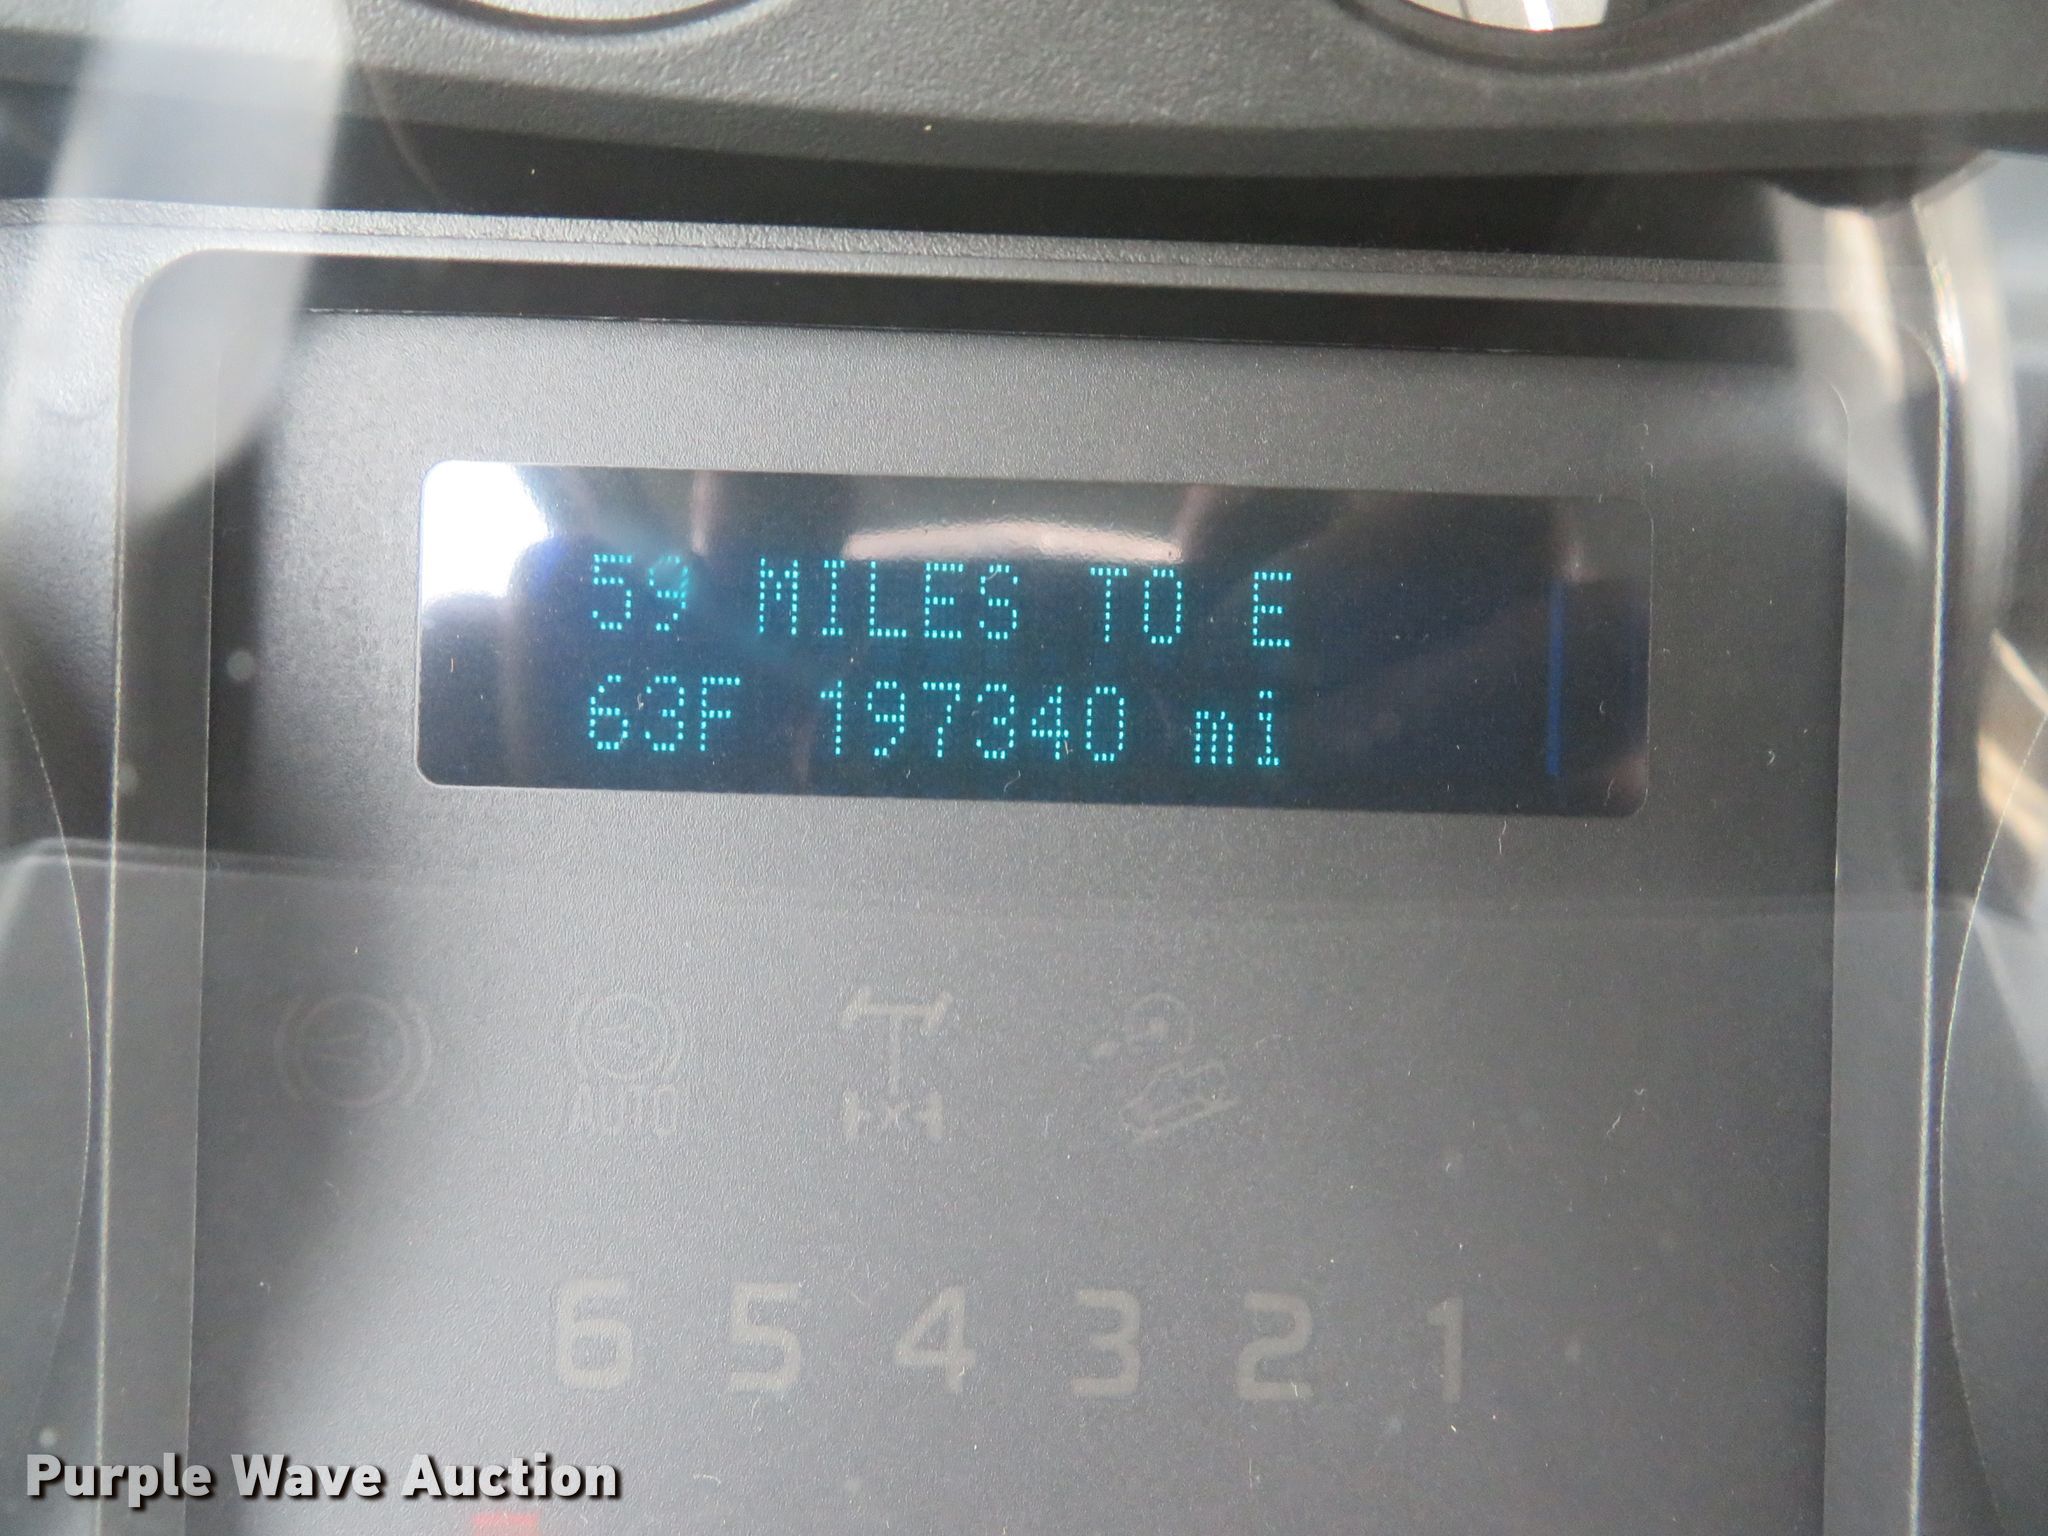 59 MILES TO E
63F 197340 mi
AUTO
6 5 4 3 2 1
Purple Wave Auction